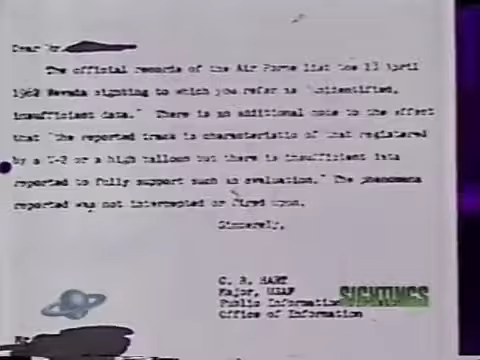 Dear Mr.
The official records of the Air Force list the 13 April
1962 Nevada sighting to which you refer as "unidentified,
insufficient data." There is an additional note to the effect
that "the reported track is characteristic of that registered
by a U-2 or a high balloon but there is insufficient data
reported to fully support such an evaluation." The phenomena
reported was not intercepted or fired upon.
Sincerely,
C. R. HART
Major, USAF
Public Information
Office of Information
SIGHTINGS